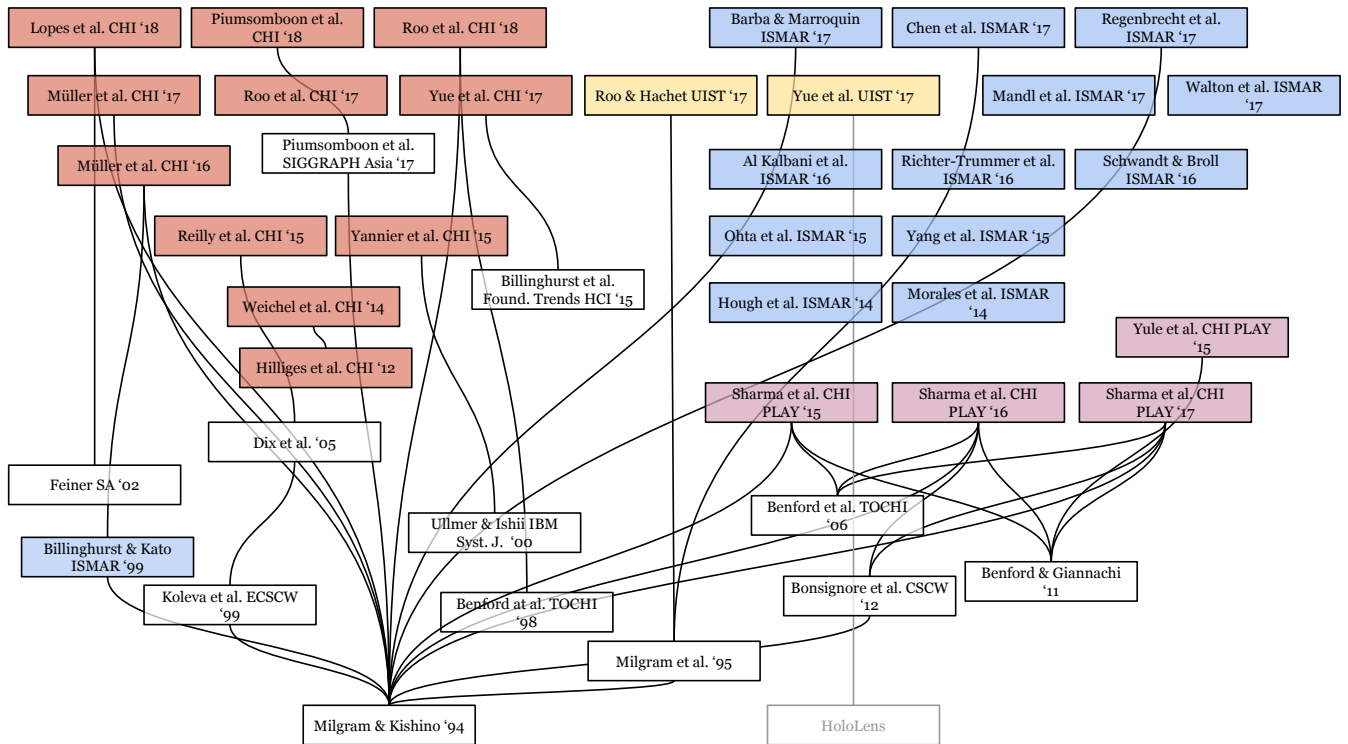 Lopes et al. CHI ‘18
Piumsomboon et al.
CHI ‘18
Roo et al. CHI ‘18
Barba & Marroquin
ISMAR ‘17
Chen et al. ISMAR ‘17
Regenbrecht et al.
ISMAR ‘17
Müller et al. CHI ‘17
Roo et al. CHI ‘17
Yue et al. CHI ‘17
Roo & Hachet UIST ‘17
Yue et al. UIST ‘17
Mandl et al. ISMAR ‘17
Walton et al. ISMAR
‘17
Piumsomboon et al.
SIGGRAPH Asia ‘17
Müller et al. CHI ‘16
Al Kalbani et al.
ISMAR ‘16
Richter-Trummer et al.
ISMAR ‘16
Schwandt & Broll
ISMAR ‘16
Reilly et al. CHI ‘15
Yannier et al. CHI ‘15
Ohta et al. ISMAR ‘15
Yang et al. ISMAR ‘15
Billinghurst et al.
Found. Trends HCI ‘15
Weichel et al. CHI ‘14
Hough et al. ISMAR ‘14
Morales et al. ISMAR
‘14
Yule et al. CHI PLAY
‘15
Hilliges et al. CHI ‘12
Sharma et al. CHI
PLAY ‘15
Sharma et al. CHI
PLAY ‘16
Sharma et al. CHI
PLAY ‘17
Dix et al. ‘05
Feiner SA ‘02
Benford et al. TOCHI
‘06
Ullmer & Ishii IBM
Syst. J. ‘00
Billinghurst & Kato
ISMAR ‘99
Benford & Giannachi
‘11
Koleva et al. ECSCW
‘99
Benford at al. TOCHI
‘98
Bonsignore et al. CSCW
‘12
Milgram et al. ‘95
Milgram & Kishino ‘94
HoloLens